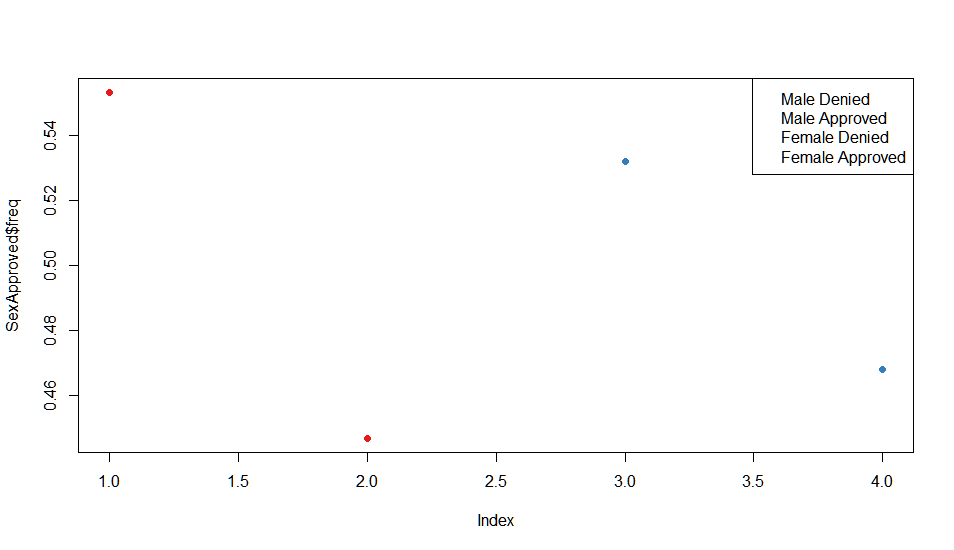 Male Denied
Male Approved
Female Denied
Female Approved
SexApproved$freq
0.54
0.52
0.50
0.48
0.46
1.0 1.5 2.0 2.5 3.0 3.5 4.0
Index